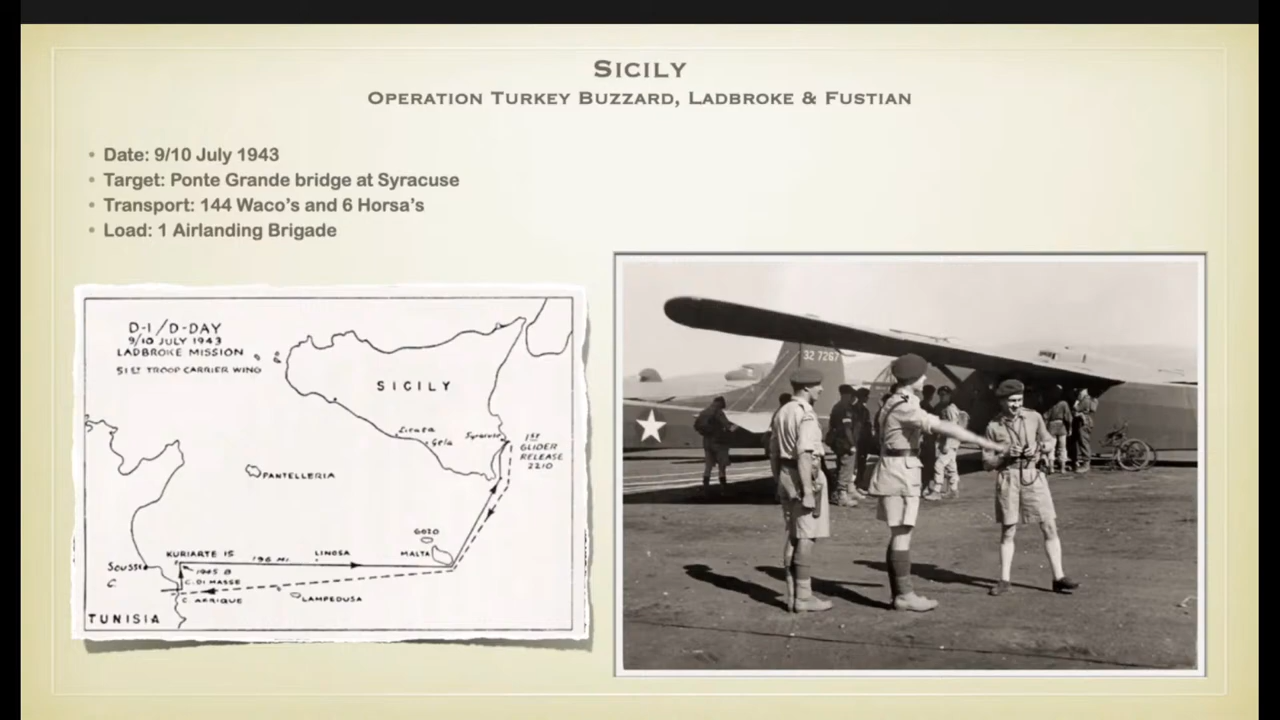 SICILY
OPERATION TURKEY BUZZARD, LADBROKE & FUSTIAN
• Date: 9/10 July 1943
• Target: Ponte Grande bridge at Syracuse
• Transport: 144 Waco’s and 6 Horsa’s
• Load: 1 Airlanding Brigade
D-1/D-DAY
9/10 JULY 1943
LADBROKE MISSION
51ST TROOP CARRIER WING
SICILY
Licata
Gela
Syracuse
1ST
GLIDER
RELEASE
2210
PANTELLERIA
GOZO
MALTA
KURIATE IS
196 MI
LINOSA
SOUSSE
C
1905 B
C. DI MASSE
C AFRIQUE
LAMPEDUSA
TUNISIA
32 7267